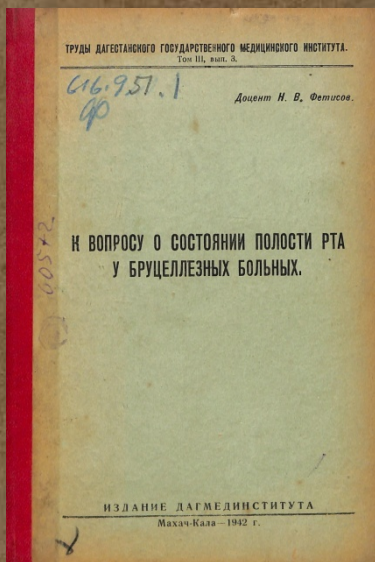 ТРУДЫ ДАГЕСТАНСКОГО ГОСУДАРСТВЕННОГО МЕДИЦИНСКОГО ИНСТИТУТА.
Том III, вып. 3.
616.951.1
Ф
Доцент Н. В. Фетисов.
00572
К ВОПРОСУ О СОСТОЯНИИ ПОЛОСТИ РТА
У БРУЦЕЛЛЕЗНЫХ БОЛЬНЫХ.
ИЗДАНИЕ ДАГМЕДИНСТИТУТА
Махач-Кала—1942 г.